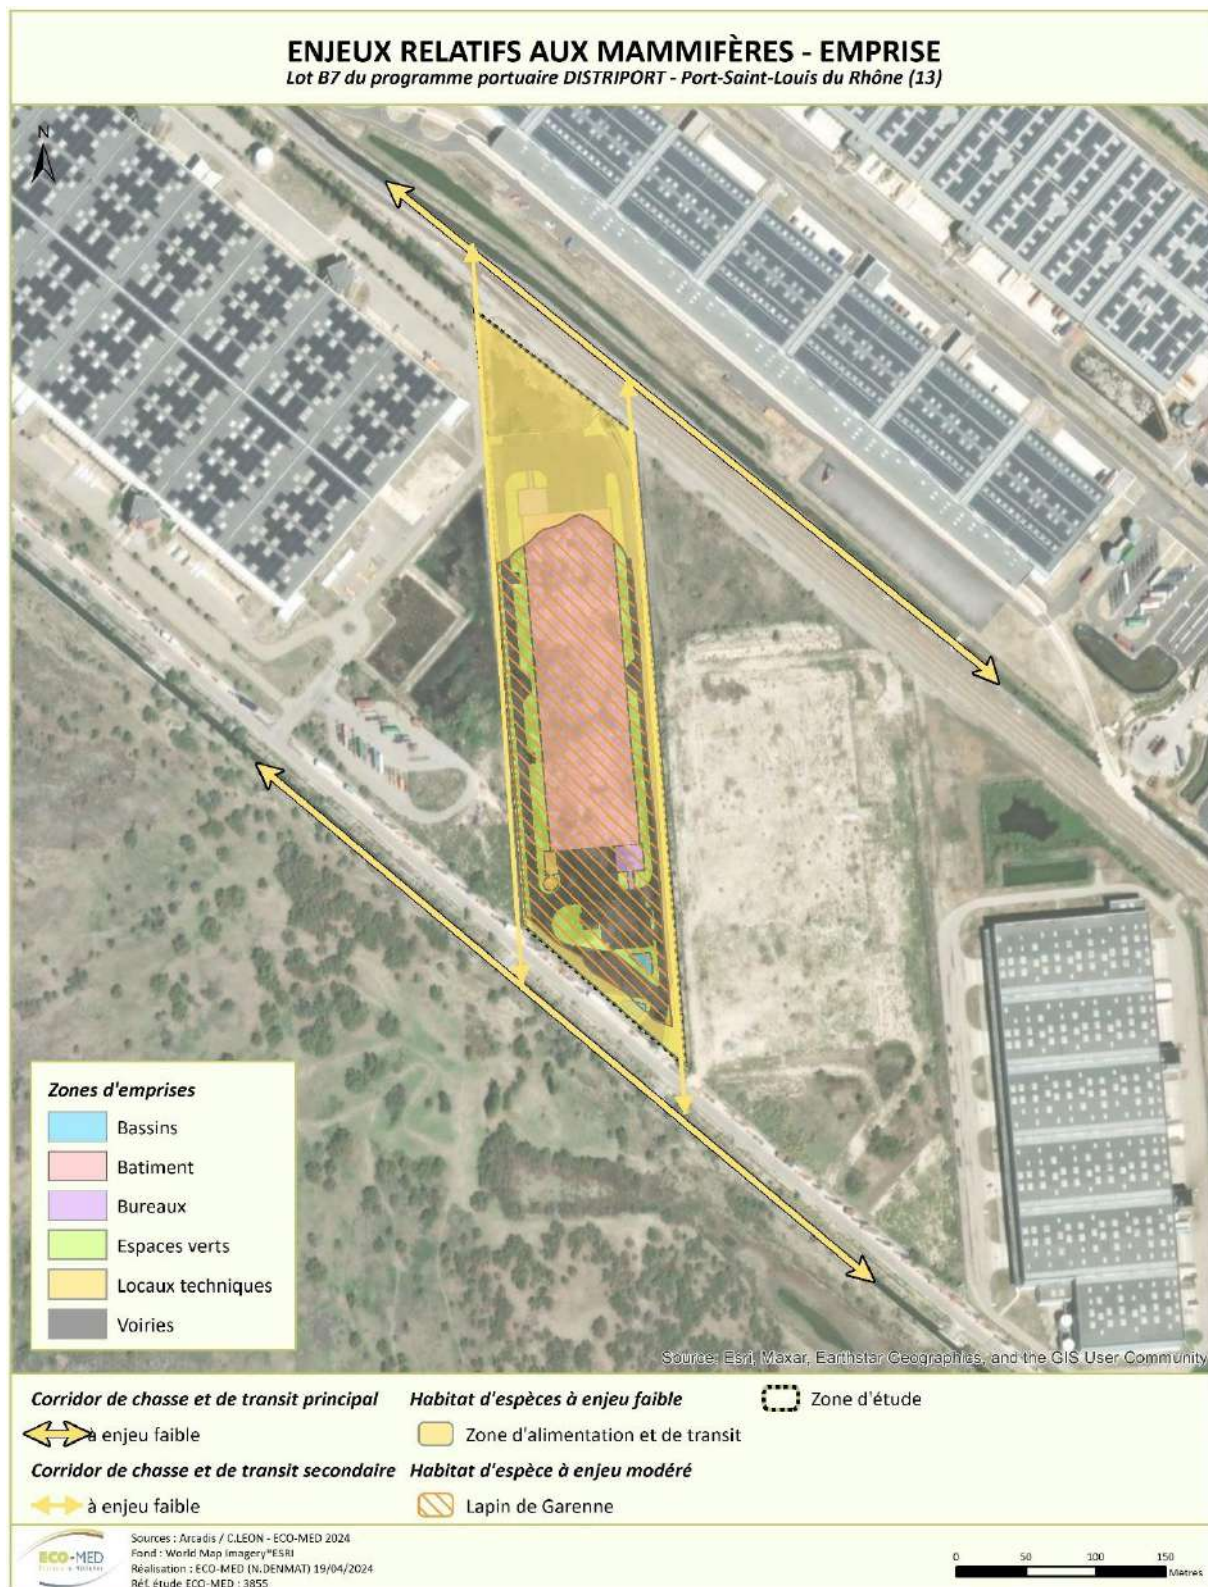 ENJEUX RELATIFS AUX MAMMIFÈRES - EMPRISE
Lot B7 du programme portuaire DISTRIPORT - Port-Saint-Louis du Rhône (13)
N
Zones d'emprises
Bassins
Batiment
Bureaux
Espaces verts
Locaux techniques
Voiries
Source: Esri, Maxar, Earthstar Geographics, and the GIS User Community
Corridor de chasse et de transit principal
à enjeu faible
Corridor de chasse et de transit secondaire
à enjeu faible
Habitat d'espèces à enjeu faible
Zone d'alimentation et de transit
Habitat d'espèce à enjeu modéré
Lapin de Garenne
Zone d'étude
ECO-MED
Sources : Arcadis / C.LEON - ECO-MED 2024
Fond : World Map Imagery®ESRI
Réalisation : ECO-MED (N.DENMAT) 19/04/2024
Réf. étude ECO-MED : 3855
0 50 100 150
Mètres